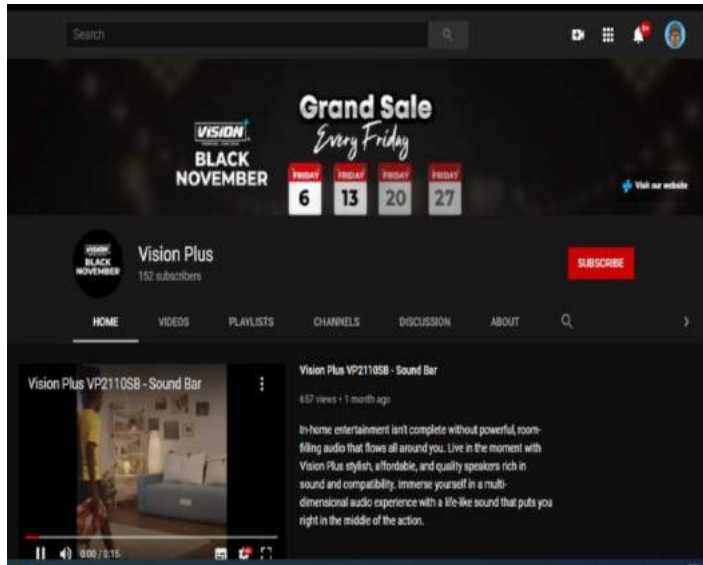 Search
9+
Grand Sale
Every Friday
VISION+
BLACK
NOVEMBER
FRIDAY FRIDAY FRIDAY FRIDAY
6 13 20 27
Visit our website
VISION
BLACK
NOVEMBER
Vision Plus
152 subscribers
SUBSCRIBE
HOME VIDEOS PLAYLISTS CHANNELS DISCUSSION ABOUT
Vision Plus VP2110SB - Sound Bar
Vision Plus VP2110SB - Sound Bar
657 views • 1 month ago
In-home entertainment isn't complete without powerful, room-
filling audio that flows all around you. Live in the moment with
Vision Plus stylish, affordable, and quality speakers rich in
sound and compatibility. Immerse yourself in a multi-
dimensional audio experience with a life-like sound that puts you
right in the middle of the action.
0:00 / 0:15